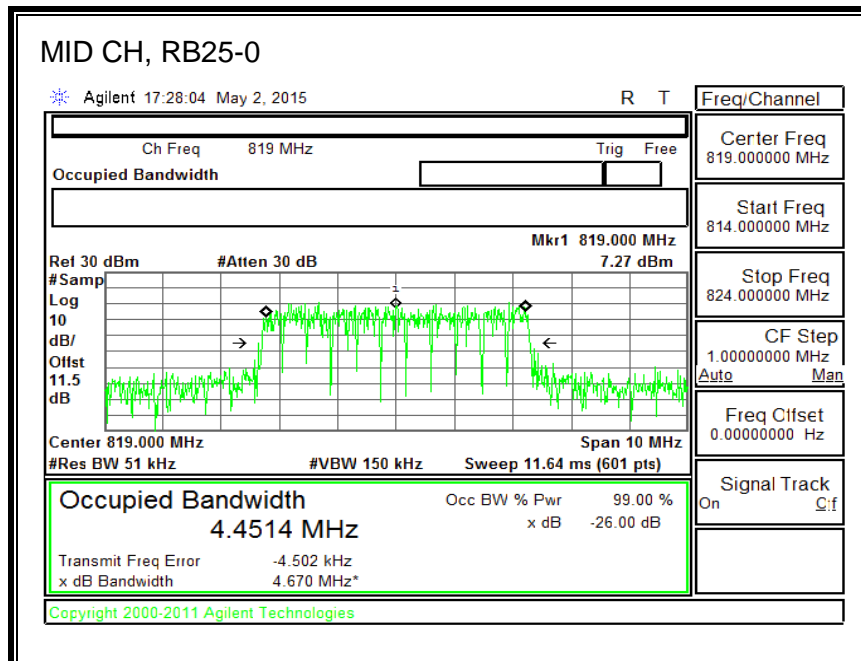 MID CH, RB25-0
Agilent 17:28:04 May 2, 2015 R T Freq/Channel
Ch Freq 819 MHz Trig Free
Occupied Bandwidth
Center Freq
819.000000 MHz
Start Freq
814.000000 MHz
Mkr1 819.000 MHz
Ref 30 dBm #Atten 30 dB 7.27 dBm
#Samp
Log
10
dB/
Offst
11.5
dB
1
Stop Freq
824.000000 MHz
CF Step
1.00000000 MHz
Auto Man
Center 819.000 MHz Span 10 MHz
#Res BW 51 kHz #VBW 150 kHz Sweep 11.64 ms (601 pts)
Freq Offset
0.00000000 Hz
Occupied Bandwidth Occ BW % Pwr 99.00 %
4.4514 MHz x dB -26.00 dB
Transmit Freq Error -4.502 kHz
x dB Bandwidth 4.670 MHz*
Signal Track
On Off
Copyright 2000-2011 Agilent Technologies